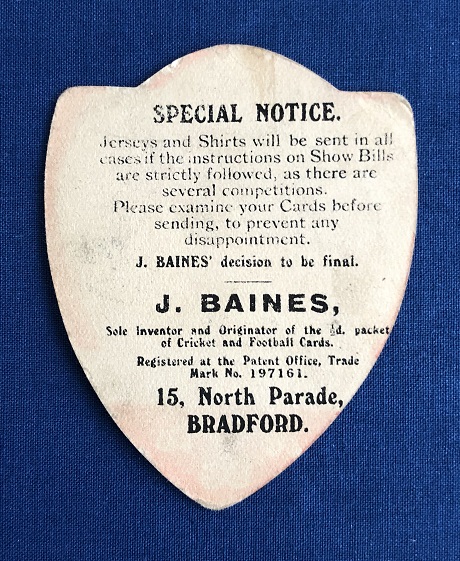 SPECIAL NOTICE.
Jerseys and Shirts will be sent in all
cases if the instructions on Show Bills
are strictly followed, as there are
several competitions.
Please examine your Cards before
sending, to prevent any
disappointment.
J. BAINES' decision to be final.
J. BAINES,
Sole Inventor and Originator of the ½d. packet
of Cricket and Football Cards.
Registered at the Patent Office, Trade
Mark No. 197161.
15, North Parade,
BRADFORD.